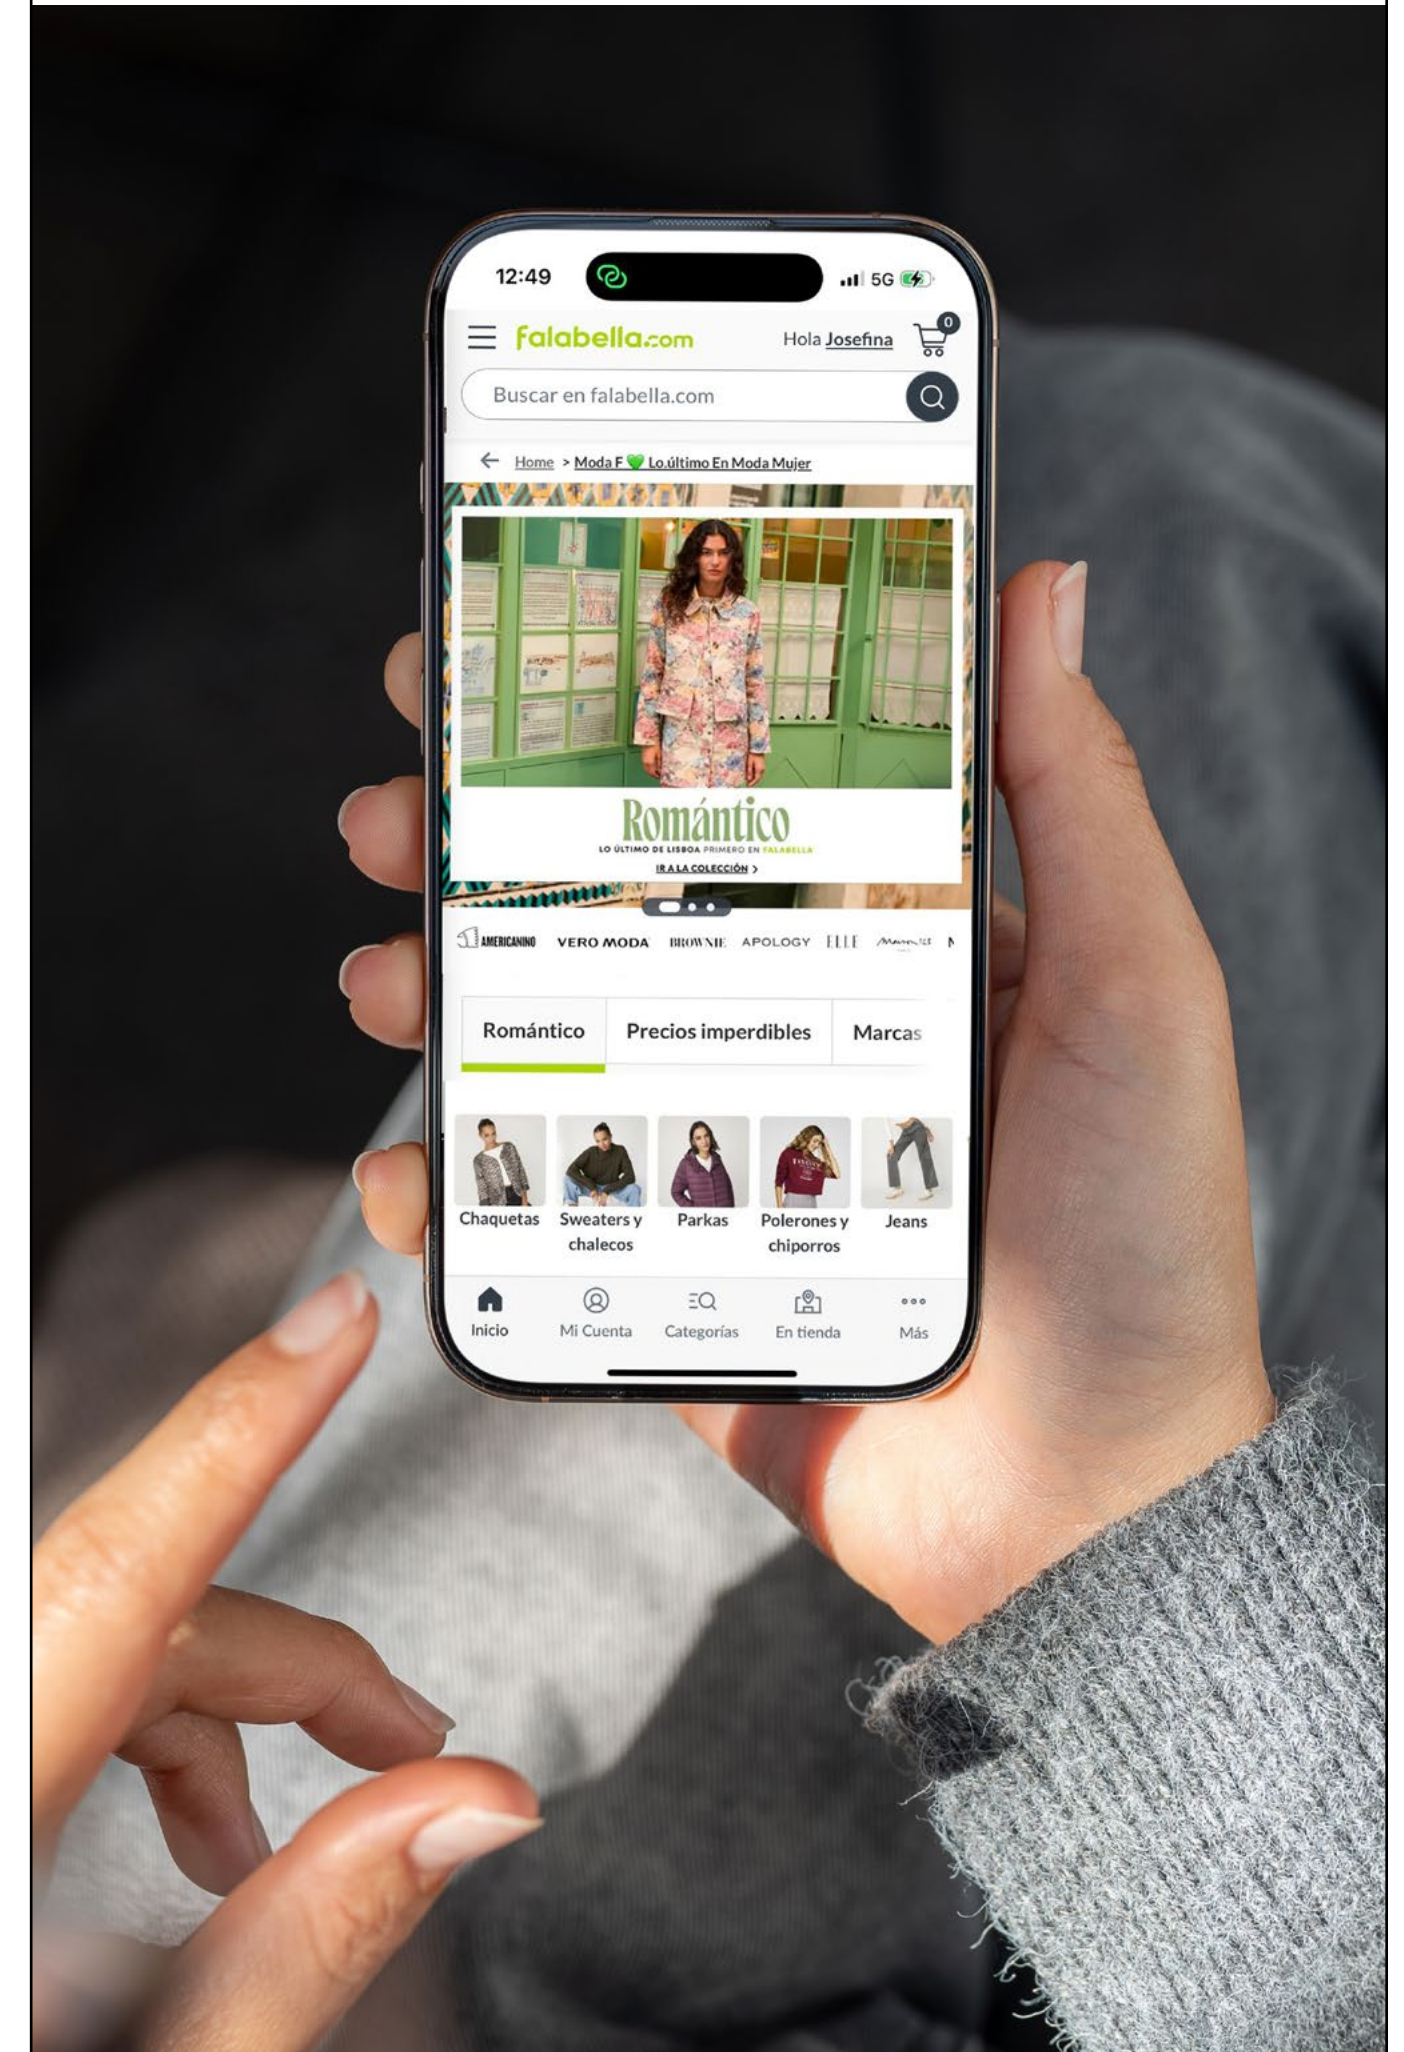 12:49
5G
falabella.com
Hola Josefina
0
Buscar en falabella.com
Home > Moda F 💚 Lo.último En Moda Mujer
Romántico
LO ÚLTIMO DE LISBOA PRIMERO EN FALABELLA
IR A LA COLECCIÓN >
AMERICANINO VERO MODA BROWNIE APOLOGY ELLE
Romántico Precios imperdibles Marcas
Chaquetas Sweaters y chalecos Parkas Polerones y chiporros Jeans
Inicio Mi Cuenta Categorías En tienda Más